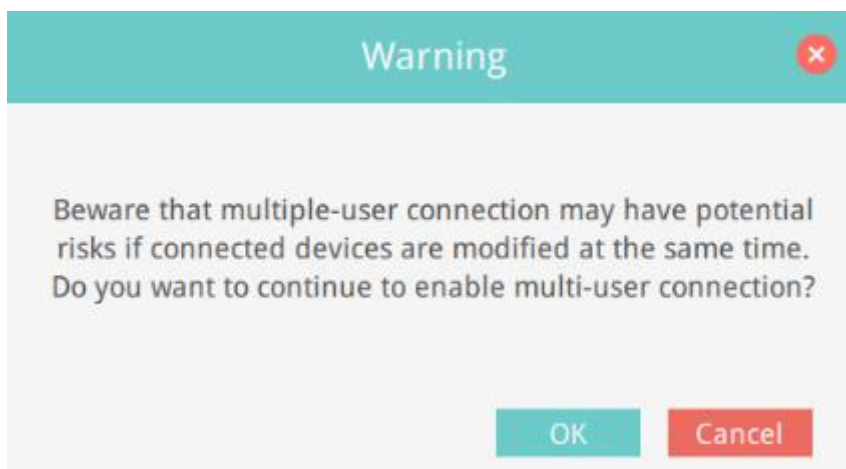 Warning
Beware that multiple-user connection may have potential
risks if connected devices are modified at the same time.
Do you want to continue to enable multi-user connection?
OK
Cancel